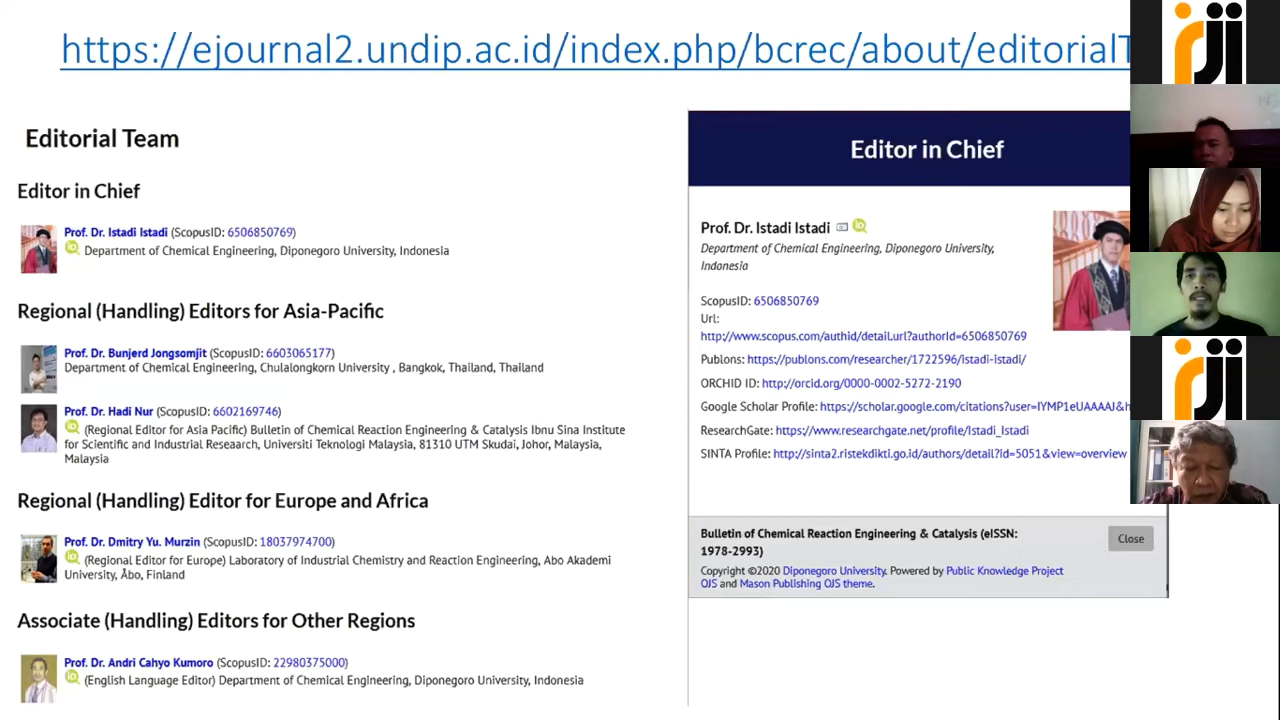 https://ejournal2.undip.ac.id/index.php/bcrec/about/editorialT
Editorial Team
Editor in Chief
Prof. Dr. Istadi Istadi (ScopusID: 6506850769)
Department of Chemical Engineering, Diponegoro University, Indonesia
Regional (Handling) Editors for Asia-Pacific
Prof. Dr. Bunjerd Jongsomjit (ScopusID: 6603065177)
Department of Chemical Engineering, Chulalongkorn University , Bangkok, Thailand, Thailand
Prof. Dr. Hadi Nur (ScopusID: 6602169746)
(Regional Editor for Asia Pacific) Bulletin of Chemical Reaction Engineering & Catalysis Ibnu Sina Institute
for Scientific and Industrial Reseaarch, Universiti Teknologi Malaysia, 81310 UTM Skudai, Johor, Malaysia,
Malaysia
Regional (Handling) Editor for Europe and Africa
Prof. Dr. Dmitry Yu. Murzin (ScopusID: 18037974700)
(Regional Editor for Europe) Laboratory of Industrial Chemistry and Reaction Engineering, Abo Akademi
University, Åbo, Finland
Associate (Handling) Editors for Other Regions
Prof. Dr. Andri Cahyo Kumoro (ScopusID: 22980375000)
(English Language Editor) Department of Chemical Engineering, Diponegoro University, Indonesia
Editor in Chief
Prof. Dr. Istadi Istadi
Department of Chemical Engineering, Diponegoro University,
Indonesia
ScopusID: 6506850769
Url:
http://www.scopus.com/authid/detail.url?authorId=6506850769
Publons: https://publons.com/researcher/1722596/istadi-istadi/
ORCHID ID: http://orcid.org/0000-0002-5272-2190
Google Scholar Profile: https://scholar.google.com/citations?user=IYMP1eUAAAAJ&h
ResearchGate: https://www.researchgate.net/profile/Istadi_Istadi
SINTA Profile: http://sinta2.ristekdikti.go.id/authors/detail?id=5051&view=overview
Bulletin of Chemical Reaction Engineering & Catalysis (eISSN:
1978-2993)
Close
Copyright ©2020 Diponegoro University. Powered by Public Knowledge Project
OJS and Mason Publishing OJS theme.
rji
rji